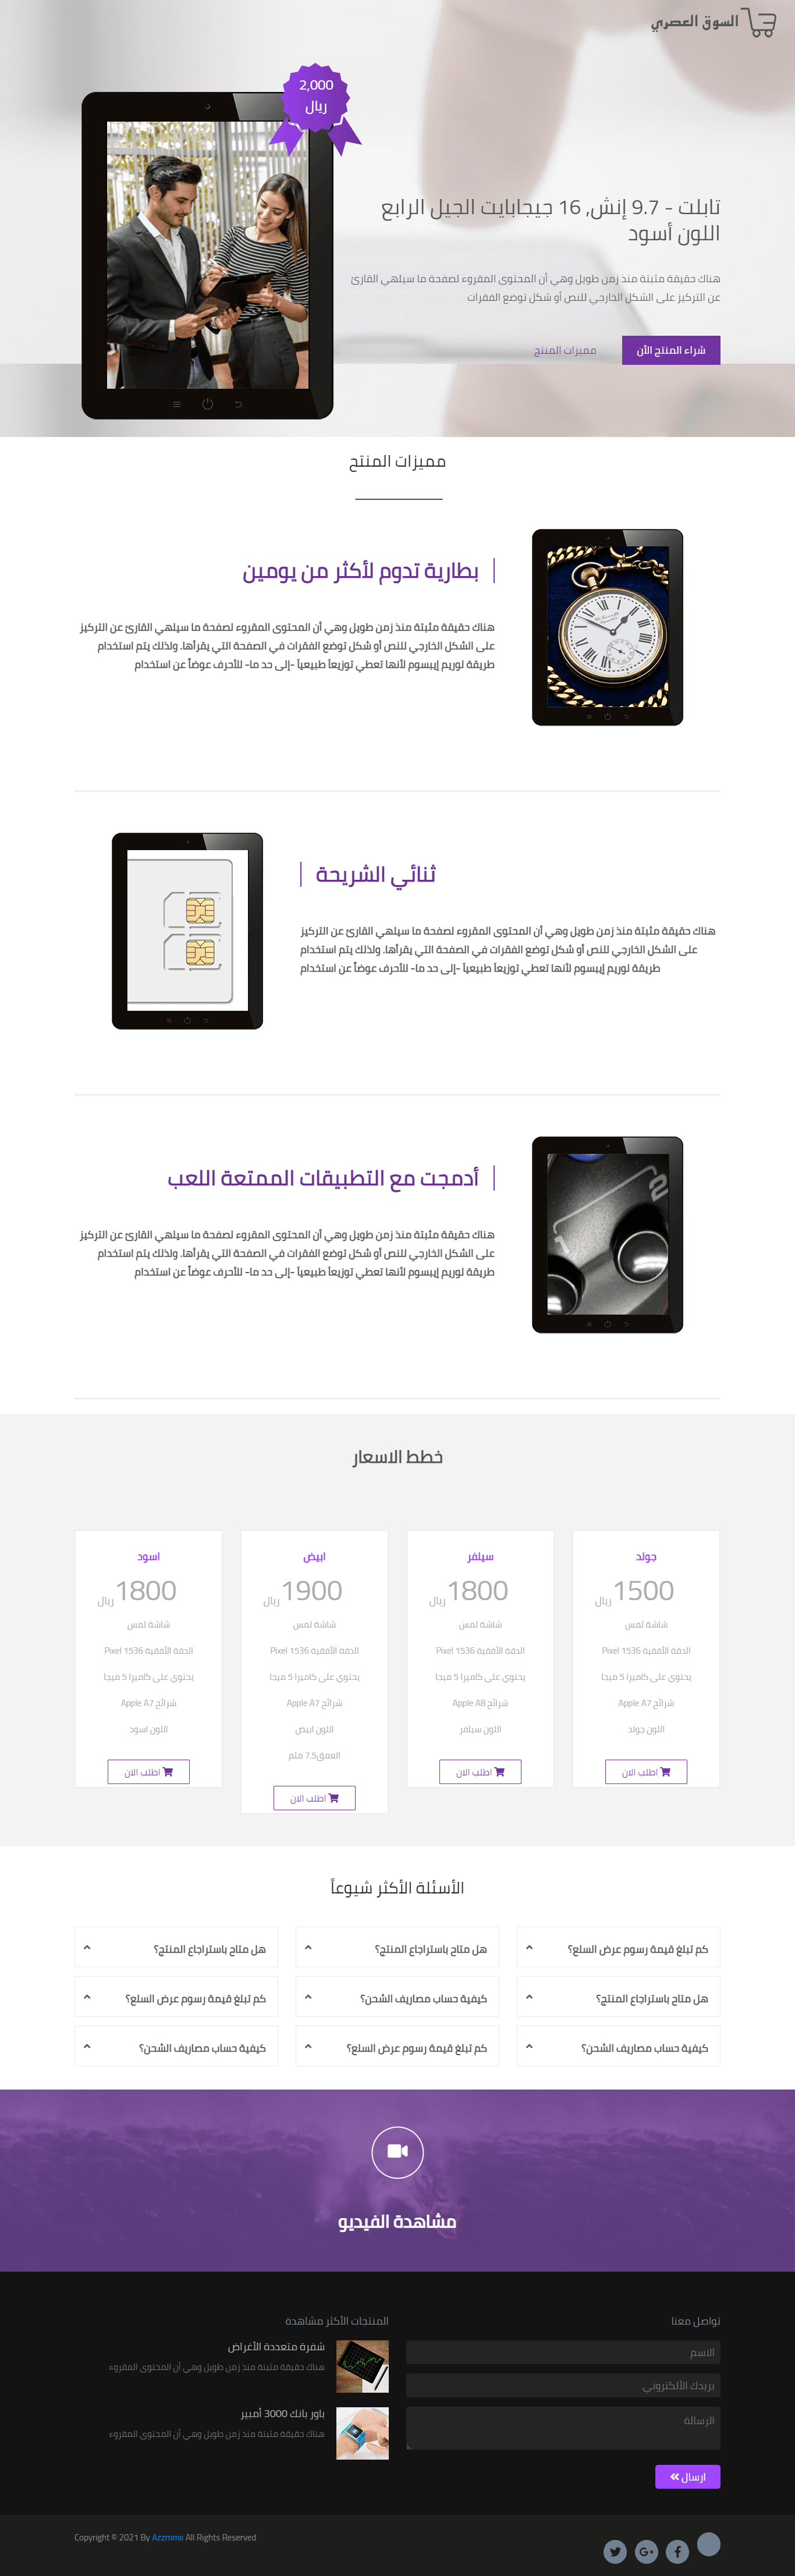 السوق العصري
2,000
ريال
تابلت - 9.7 إنش, 16 جيجابايت الجيل الرابع
اللون أسود
هناك حقيقة مثبتة منذ زمن طويل وهي أن المحتوى المقروء لصفحة ما سيلهي القارئ
عن التركيز على الشكل الخارجي للنص أو شكل توضع الفقرات
شراء المنتج الأن
مميزات المنتج
مميزات المنتج
بطارية تدوم لأكثر من يومين
هناك حقيقة مثبتة منذ زمن طويل وهي أن المحتوى المقروء لصفحة ما سيلهي القارئ عن التركيز
على الشكل الخارجي للنص أو شكل توضع الفقرات في الصفحة التي يقرأها. ولذلك يتم استخدام
طريقة لوريم إيبسوم لأنها تعطي توزيعاَ طبيعياَ -إلى حد ما- للأحرف عوضاً عن استخدام
ثنائي الشريحة
هناك حقيقة مثبتة منذ زمن طويل وهي أن المحتوى المقروء لصفحة ما سيلهي القارئ عن التركيز
على الشكل الخارجي للنص أو شكل توضع الفقرات في الصفحة التي يقرأها. ولذلك يتم استخدام
طريقة لوريم إيبسوم لأنها تعطي توزيعاَ طبيعياَ -إلى حد ما- للأحرف عوضاً عن استخدام
أدمجت مع التطبيقات الممتعة اللعب
هناك حقيقة مثبتة منذ زمن طويل وهي أن المحتوى المقروء لصفحة ما سيلهي القارئ عن التركيز
على الشكل الخارجي للنص أو شكل توضع الفقرات في الصفحة التي يقرأها. ولذلك يتم استخدام
طريقة لوريم إيبسوم لأنها تعطي توزيعاَ طبيعياَ -إلى حد ما- للأحرف عوضاً عن استخدام
خطط الاسعار
جولد
1500 ريال
شاشة لمس
الدقة الأفقية 1536 Pixel
يحتوي على كاميرا 5 ميجا
شرائح Apple A7
اللون جولد
اطلب الان
سيلفر
1800 ريال
شاشة لمس
الدقة الأفقية 1536 Pixel
يحتوي على كاميرا 5 ميجا
شرائح Apple A8
اللون سيلفر
اطلب الان
ابيض
1900 ريال
شاشة لمس
الدقة الأفقية 1536 Pixel
يحتوي على كاميرا 5 ميجا
شرائح Apple A7
اللون ابيض
العمق7.5 ملم
اطلب الان
اسود
1800 ريال
شاشة لمس
الدقة الأفقية 1536 Pixel
يحتوي على كاميرا 5 ميجا
شرائح Apple A7
اللون اسود
اطلب الان
الأسئلة الأكثر شيوعاً
كم تبلغ قيمة رسوم عرض السلع؟
هل متاح باستراجاع المنتج؟
هل متاح باستراجاع المنتج؟
هل متاح باستراجاع المنتج؟
كيفية حساب مصاريف الشحن؟
كم تبلغ قيمة رسوم عرض السلع؟
كيفية حساب مصاريف الشحن؟
كم تبلغ قيمة رسوم عرض السلع؟
كيفية حساب مصاريف الشحن؟
مشاهدة الفيديو
تواصل معنا
الاسم
بريدك الألكتروني
الرسالة
ارسال
المنتجات الأكثر مشاهدة
شفرة متعددة الأغراض
هناك حقيقة مثبتة منذ زمن طويل وهي أن المحتوى المقروء
باور بانك 3000 أمبير
هناك حقيقة مثبتة منذ زمن طويل وهي أن المحتوى المقروء
Copyright © 2021 By Azzmmii All Rights Reserved